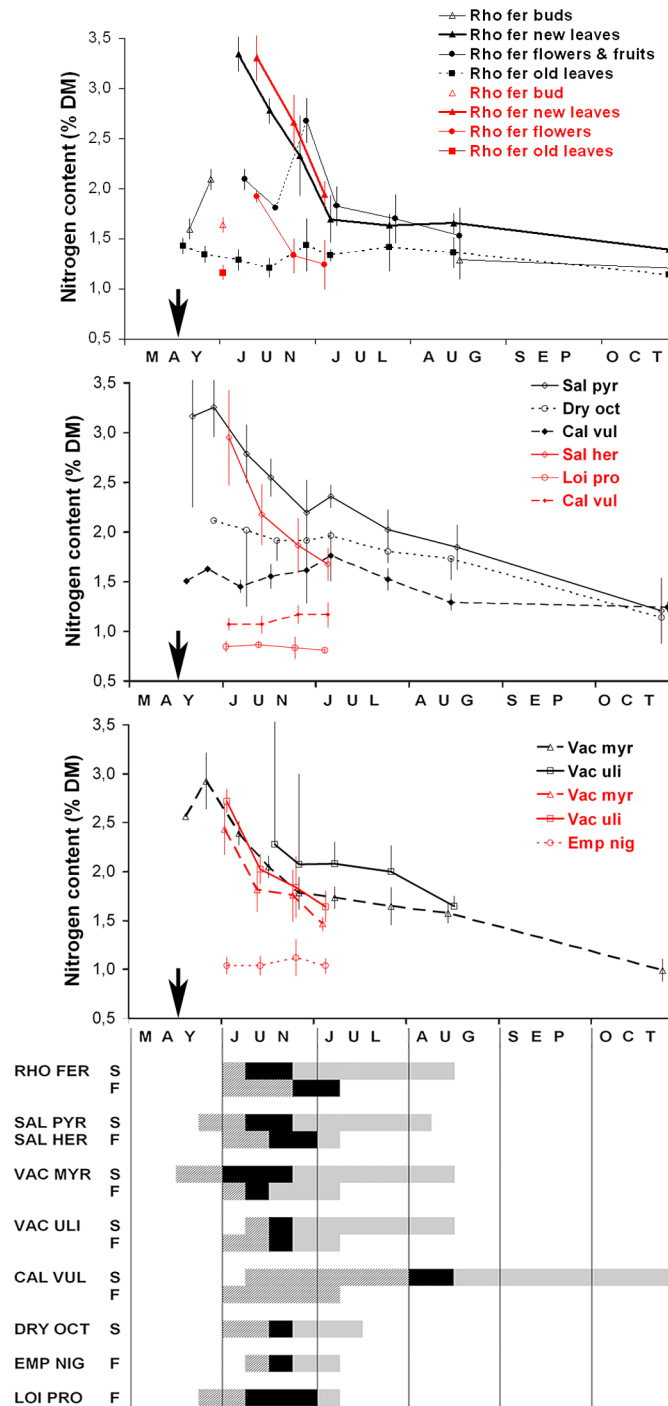 Rho fer buds
Rho fer new leaves
Rho fer flowers & fruits
Rho fer old leaves
Rho fer bud
Rho fer new leaves
Rho fer flowers
Rho fer old leaves
Nitrogen content (% DM)
3,5
3,0
2,5
2,0
1,5
1,0
0,5
M A Y J U N J U L A U G S E P O C T
Sal pyr
Dry oct
Cal vul
Sal her
Loi pro
Cal vul
Nitrogen content (% DM)
3,5
3,0
2,5
2,0
1,5
1,0
0,5
M A Y J U N J U L A U G S E P O C T
Vac myr
Vac uli
Vac myr
Vac uli
Emp nig
Nitrogen content (% DM)
3,5
3,0
2,5
2,0
1,5
1,0
0,5
M A Y J U N J U L A U G S E P O C T
RHO FER S
F
SAL PYR S
SAL HER F
VAC MYR S
F
VAC ULI S
F
CAL VUL S
F
DRY OCT S
EMP NIG F
LOI PRO F